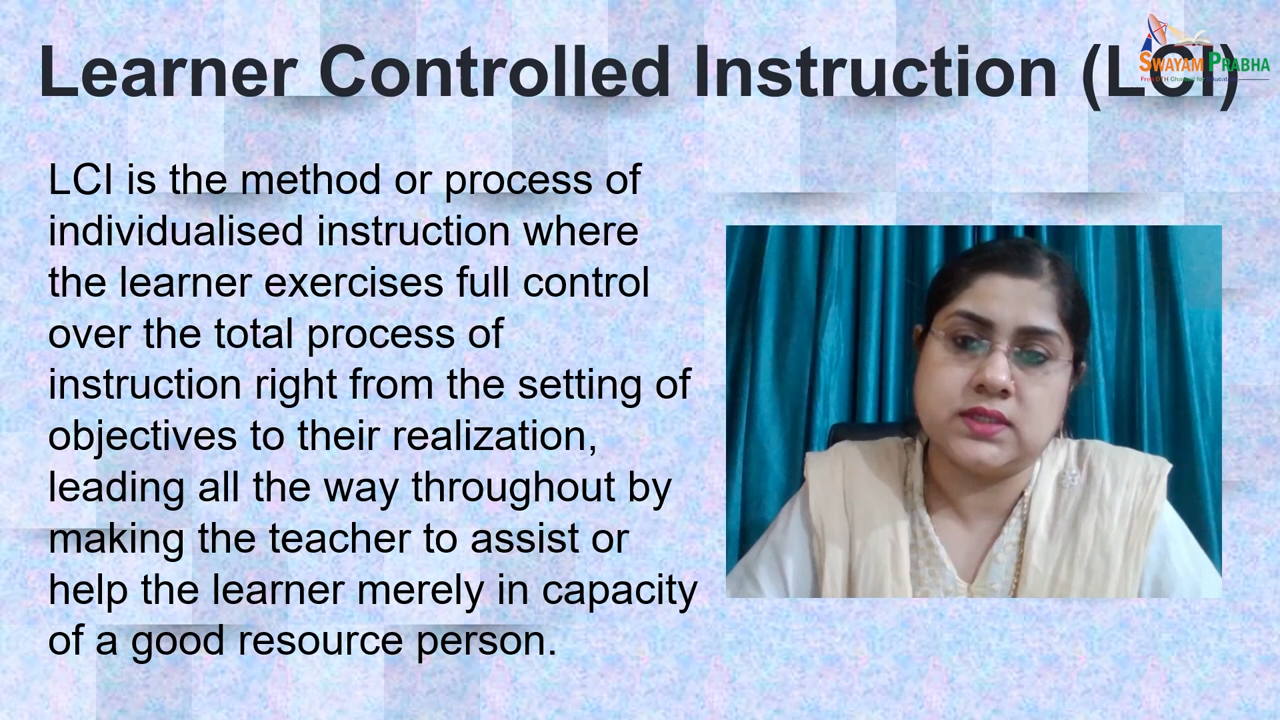 Learner Controlled Instruction (LCI)
SWAYAM PRABHA
LCI is the method or process of
individualised instruction where
the learner exercises full control
over the total process of
instruction right from the setting of
objectives to their realization,
leading all the way throughout by
making the teacher to assist or
help the learner merely in capacity
of a good resource person.